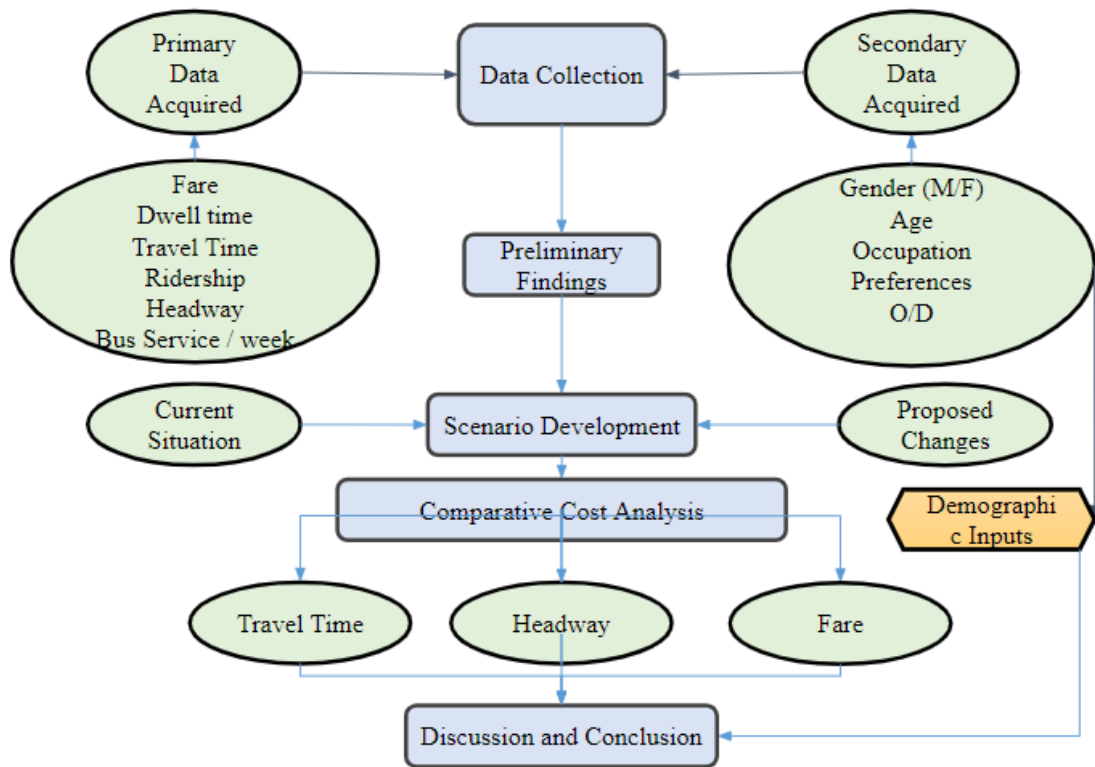 Primary
Data
Acquired
Data Collection
Secondary
Data
Acquired
Fare
Dwell time
Travel Time
Ridership
Headway
Bus Service / week
Preliminary
Findings
Gender (M/F)
Age
Occupation
Preferences
O/D
Current
Situation
Scenario Development
Proposed
Changes
Comparative Cost Analysis
Demographi
c Inputs
Travel Time
Headway
Fare
Discussion and Conclusion